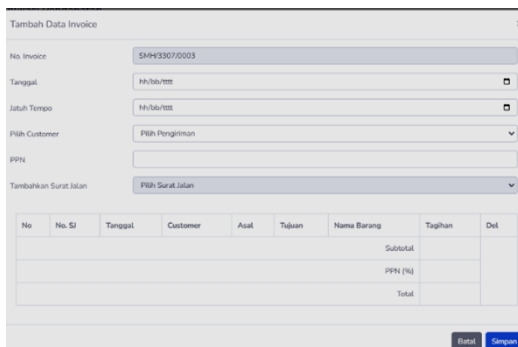 Tambah Data Invoice
No. Invoice SMH/3307/0003
Tanggal hh/bb/tttt
Jatuh Tempo hh/bb/tttt
Pilih Customer Pilih Pengiriman
PPN
Tambahkan Surat Jalan Pilih Surat Jalan
No No. SJ Tanggal Customer Asal Tujuan Nama Barang Tagihan Del
Subtotal
PPN (%)
Total
Batal Simpan